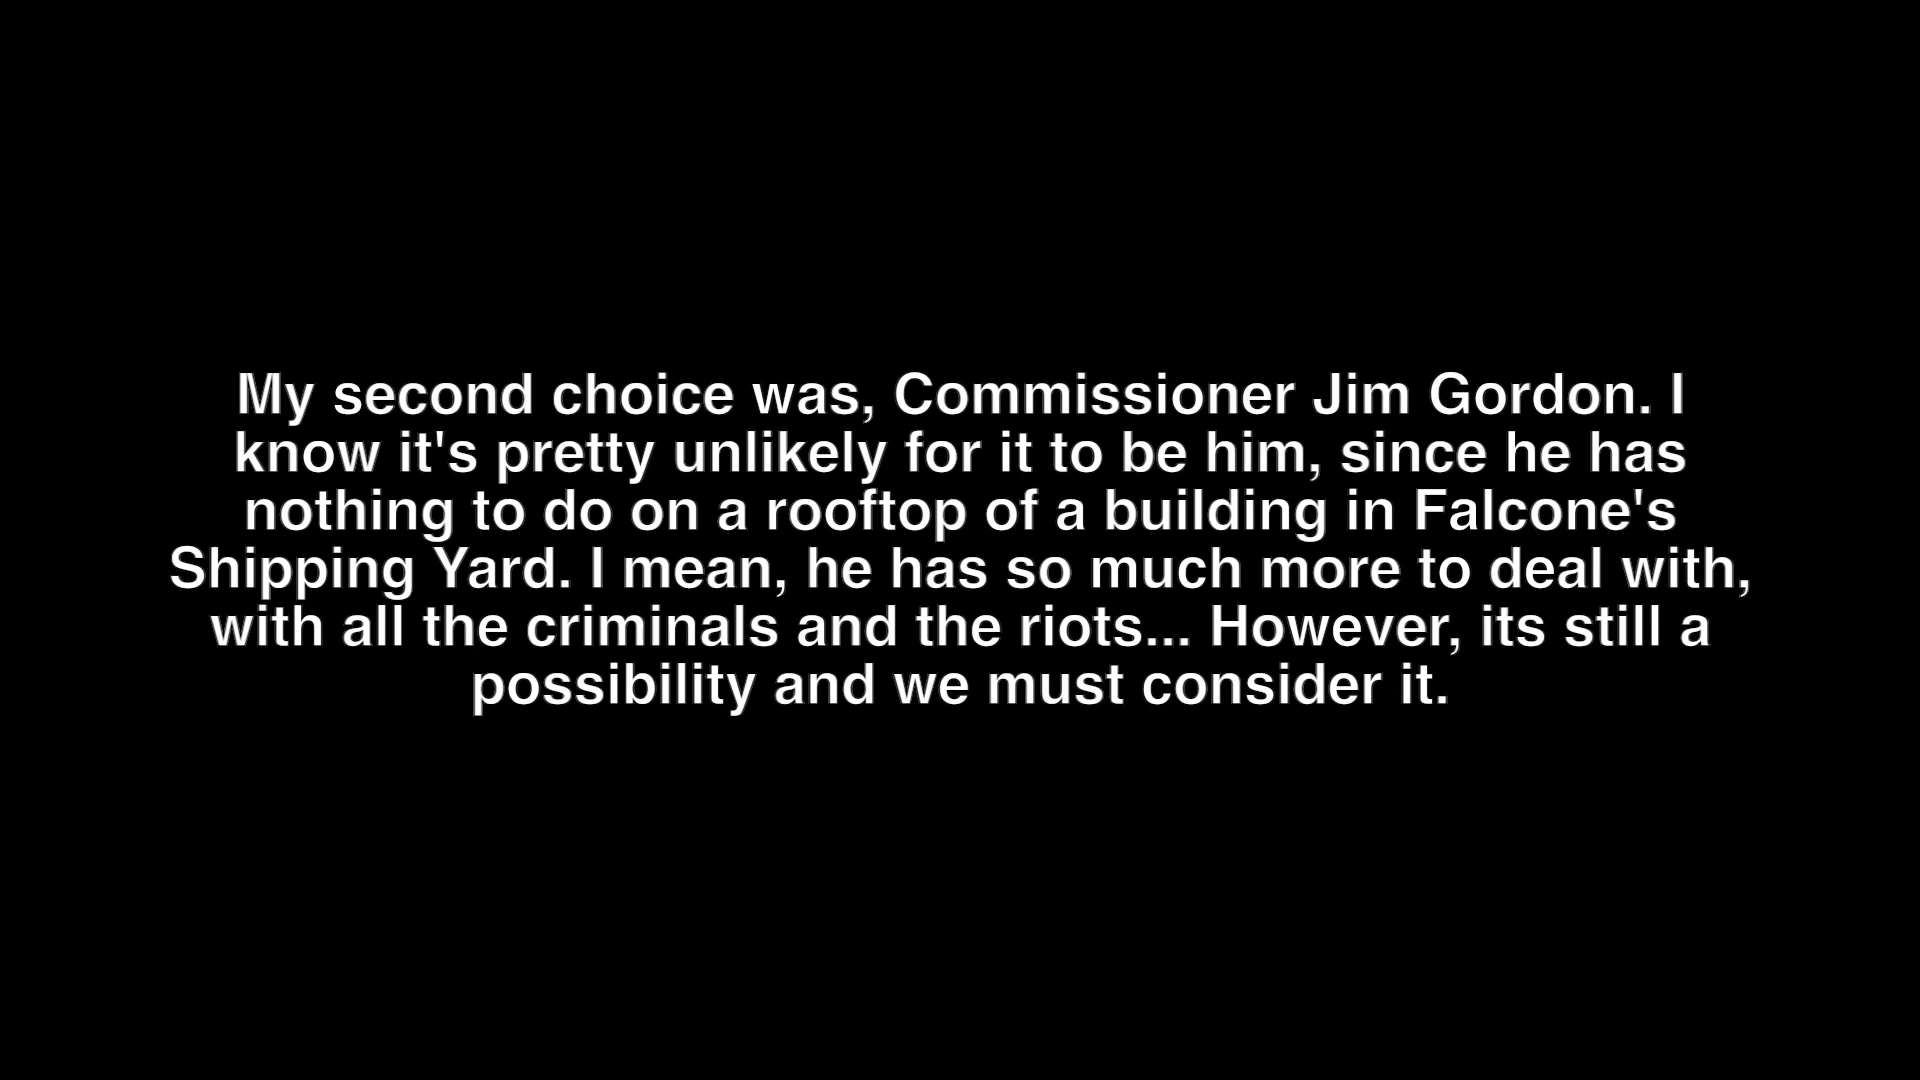 My second choice was, Commissioner Jim Gordon. I
know it's pretty unlikely for it to be him, since he has
nothing to do on a rooftop of a building in Falcone's
Shipping Yard. I mean, he has so much more to deal with,
with all the criminals and the riots... However, its still a
possibility and we must consider it.